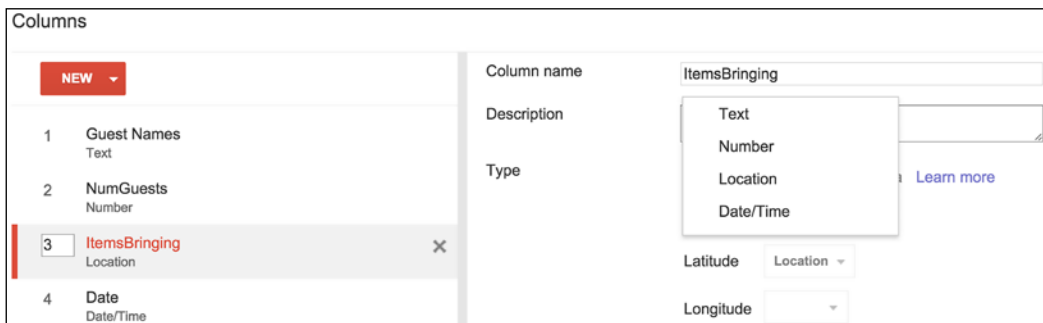 Columns
NEW
Column name
ItemsBringing
Description
Text
Number
Location
Date/Time
Type
Learn more
1 Guest Names
Text
2 NumGuests
Number
3 ItemsBringing
Location
4 Date
Date/Time
Latitude Location
Longitude